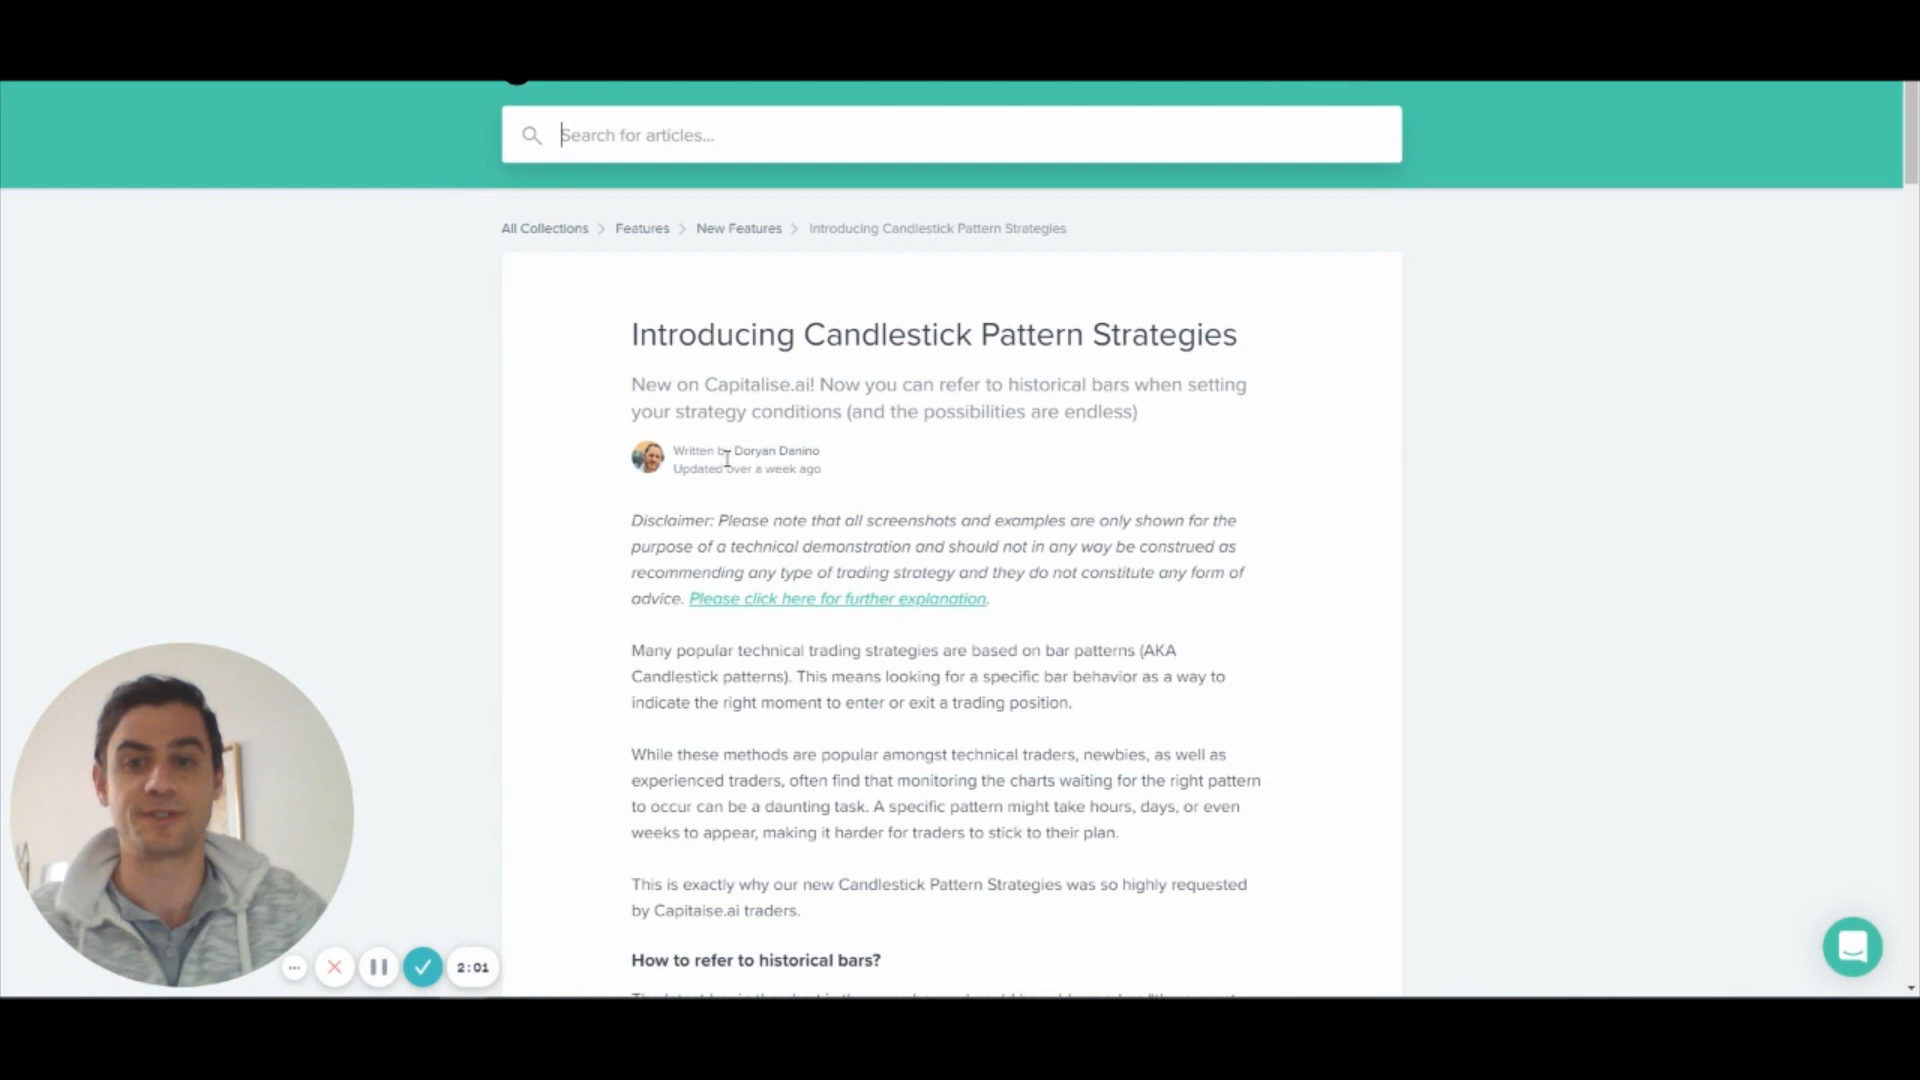 Search for articles...
All Collections > Features > New Features > Introducing Candlestick Pattern Strategies
Introducing Candlestick Pattern Strategies
New on Capitalise.ai! Now you can refer to historical bars when setting
your strategy conditions (and the possibilities are endless)
Written by Doryan Danino
Updated over a week ago
Disclaimer: Please note that all screenshots and examples are only shown for the
purpose of a technical demonstration and should not in any way be construed as
recommending any type of trading strategy and they do not constitute any form of
advice. Please click here for further explanation.
Many popular technical trading strategies are based on bar patterns (AKA
Candlestick patterns). This means looking for a specific bar behavior as a way to
indicate the right moment to enter or exit a trading position.
While these methods are popular amongst technical traders, newbies, as well as
experienced traders, often find that monitoring the charts waiting for the right pattern
to occur can be a daunting task. A specific pattern might take hours, days, or even
weeks to appear, making it harder for traders to stick to their plan.
This is exactly why our new Candlestick Pattern Strategies was so highly requested
by Capitaise.ai traders.
How to refer to historical bars?
2:01